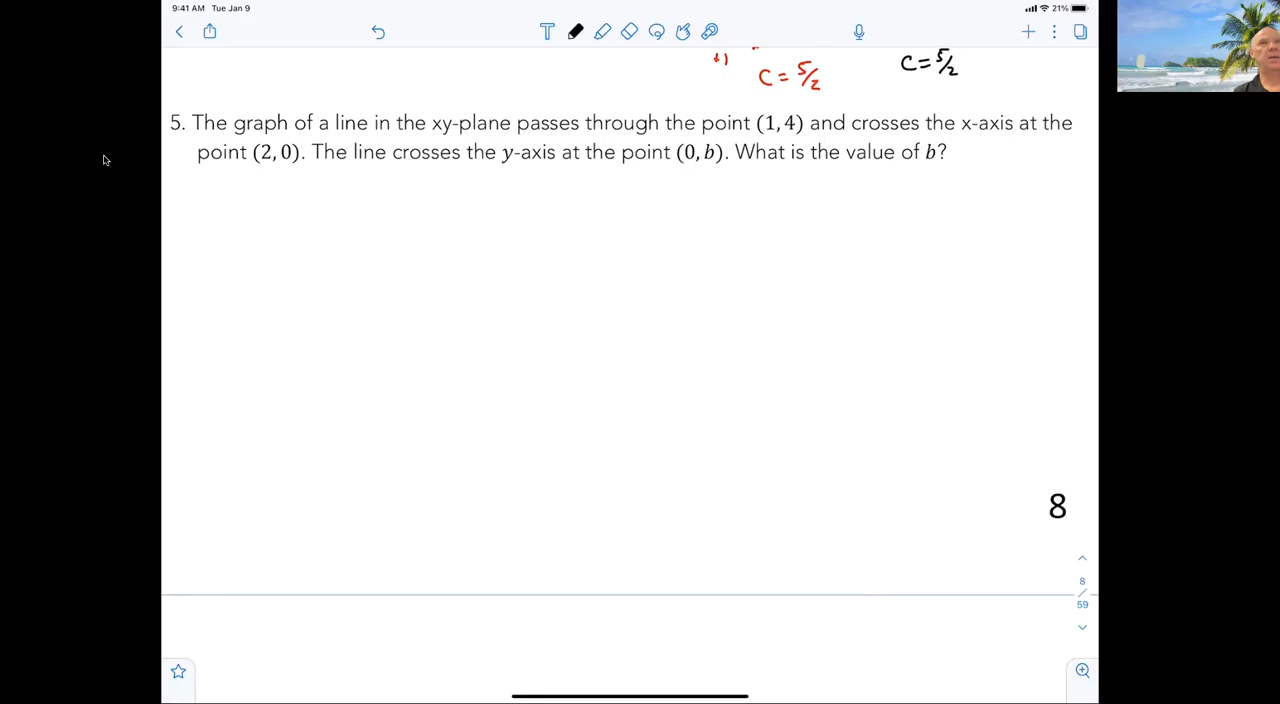 9:41 AM Tue Jan 9
21%
T
C = 5/2
C = 5/2
5. The graph of a line in the xy-plane passes through the point (1, 4) and crosses the x-axis at the
point (2, 0). The line crosses the y-axis at the point (0, b). What is the value of b?
8
8
/
59